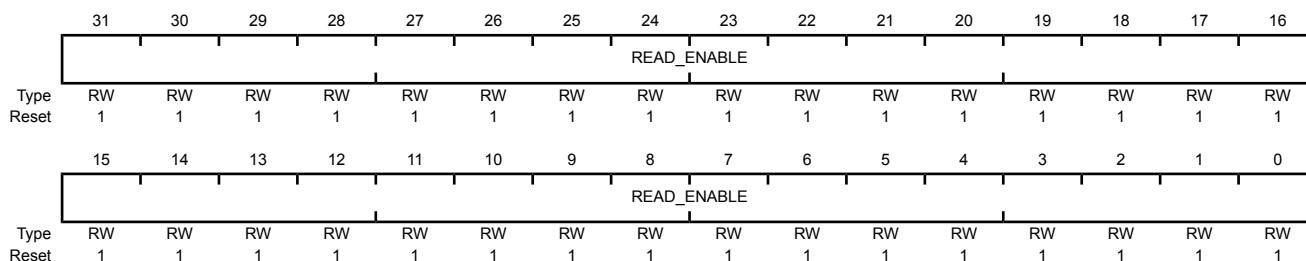 31 30 29 28 27 26 25 24 23 22 21 20 19 18 17 16
READ_ENABLE
Type RW RW RW RW RW RW RW RW RW RW RW RW RW RW RW RW
Reset 1 1 1 1 1 1 1 1 1 1 1 1 1 1 1 1
15 14 13 12 11 10 9 8 7 6 5 4 3 2 1 0
READ_ENABLE
Type RW RW RW RW RW RW RW RW RW RW RW RW RW RW RW RW
Reset 1 1 1 1 1 1 1 1 1 1 1 1 1 1 1 1